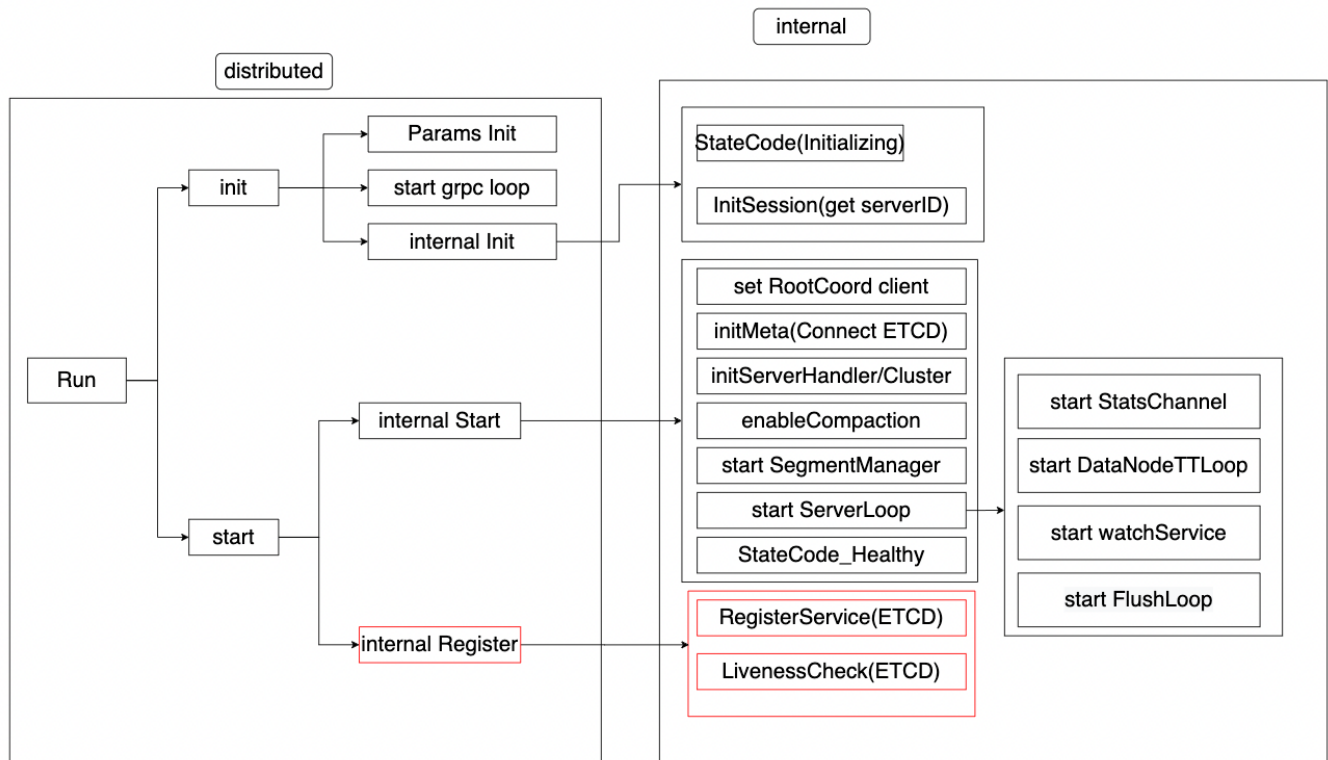 internal
distributed
Params Init
StateCode(Initializing)
init
start grpc loop
InitSession(get serverID)
internal Init
set RootCoord client
initMeta(Connect ETCD)
Run
initServerHandler/Cluster
start StatsChannel
internal Start
enableCompaction
start SegmentManager
start DataNodeTTLoop
start ServerLoop
start
start watchService
StateCode_Healthy
start FlushLoop
RegisterService(ETCD)
internal Register
LivenessCheck(ETCD)